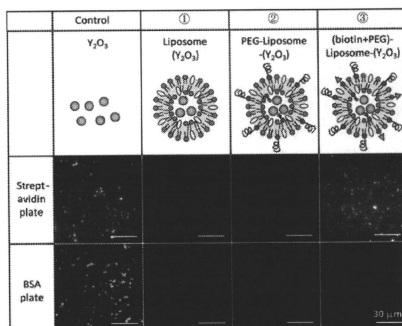 Control
①
②
③
Y₂O₃
Liposome
(Y₂O₃)
PEG-Liposome
-(Y₂O₃)
(biotin+PEG)-
Liposome-(Y₂O₃)
Strept-
avidin
plate
BSA
plate
30 μm